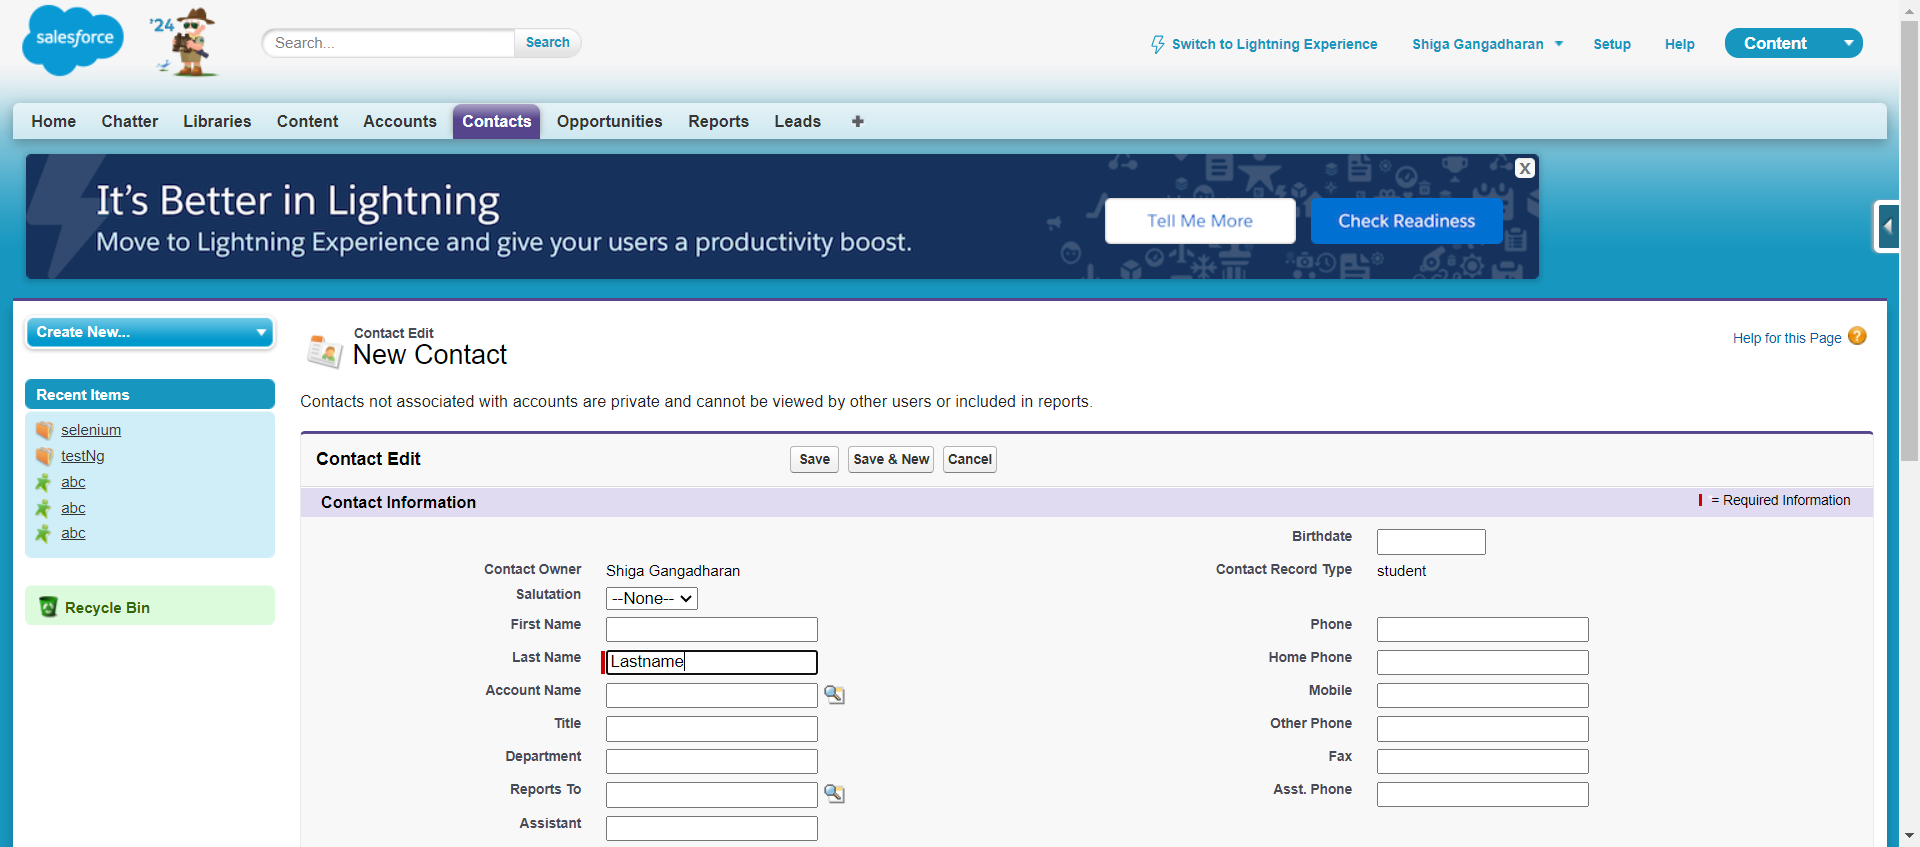 salesforce
'24
Search...
Search
Switch to Lightning Experience
Shiga Gangadharan
Setup
Help
Content
Home
Chatter
Libraries
Content
Accounts
Contacts
Opportunities
Reports
Leads
+
It's Better in Lightning
Move to Lightning Experience and give your users a productivity boost.
Tell Me More
Check Readiness
X
Create New...
Recent Items
selenium
testNg
abc
abc
abc
Recycle Bin
Contact Edit
New Contact
Help for this Page ?
Contacts not associated with accounts are private and cannot be viewed by other users or included in reports.
Contact Edit
Save
Save & New
Cancel
Contact Information
= Required Information
Birthdate
Contact Owner Shiga Gangadharan
Contact Record Type student
Salutation --None--
First Name
Phone
Last Name Lastname
Home Phone
Account Name
Mobile
Title
Other Phone
Department
Fax
Reports To
Asst. Phone
Assistant